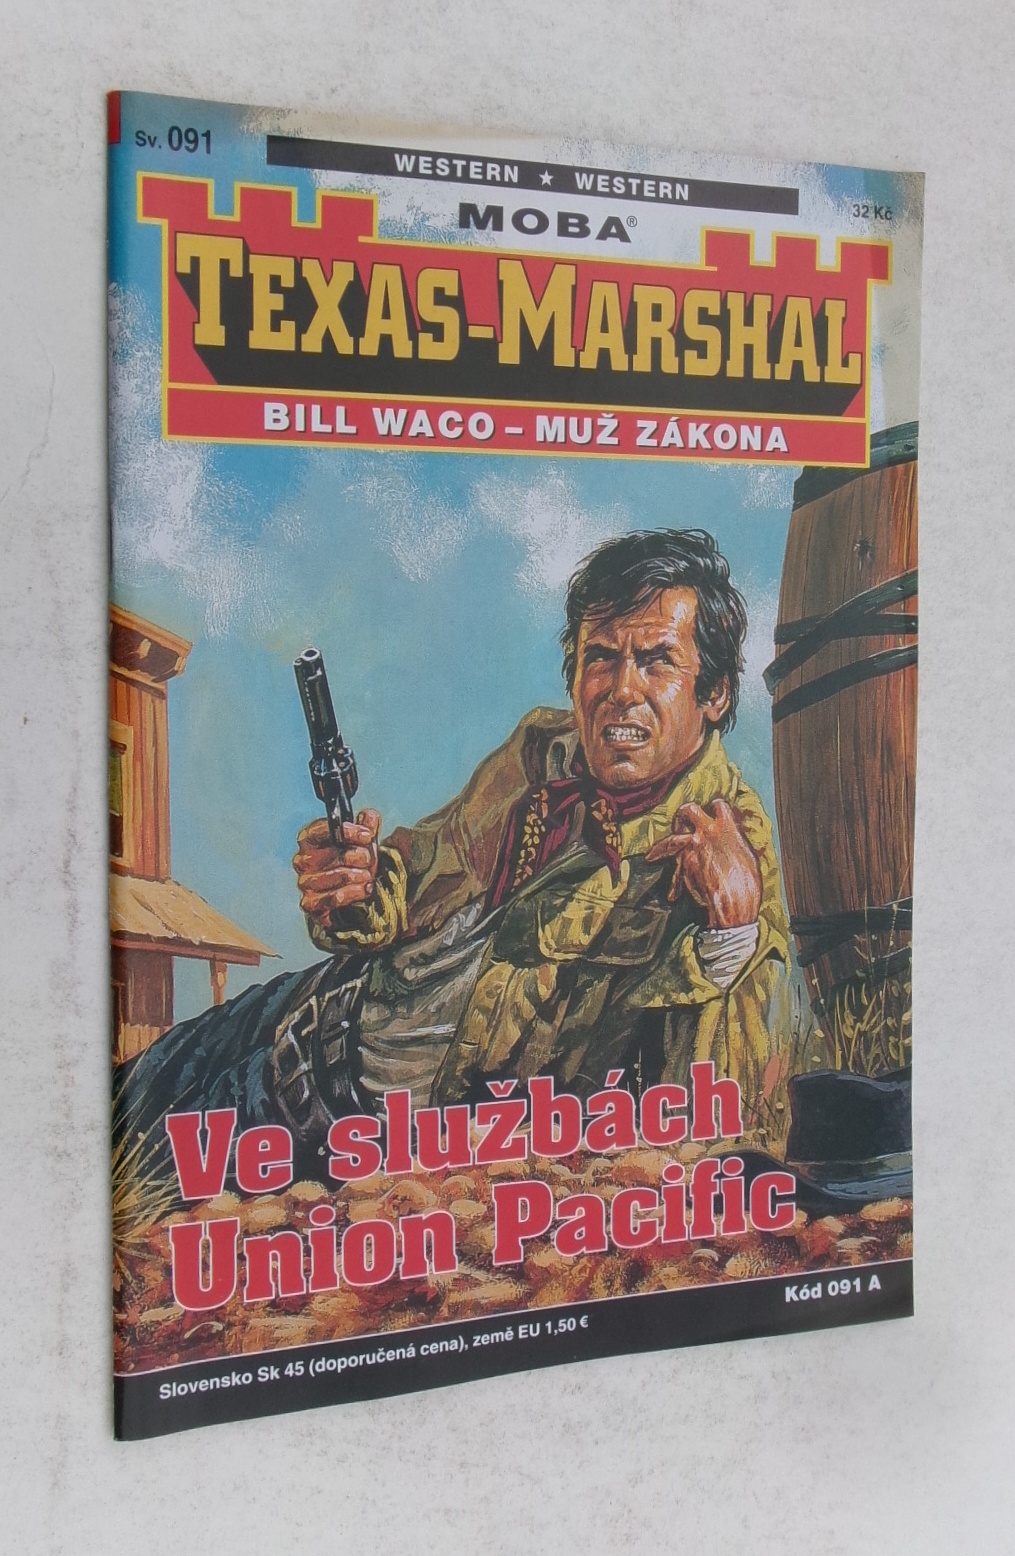 Sv. 091
WESTERN ★ WESTERN
MOBA®
32 Kč
TEXAS-MARSHAL
BILL WACO – MUŽ ZÁKONA
Ve službách
Union Pacific
Kód 091 A
Slovensko Sk 45 (doporučená cena), země EU 1,50 €